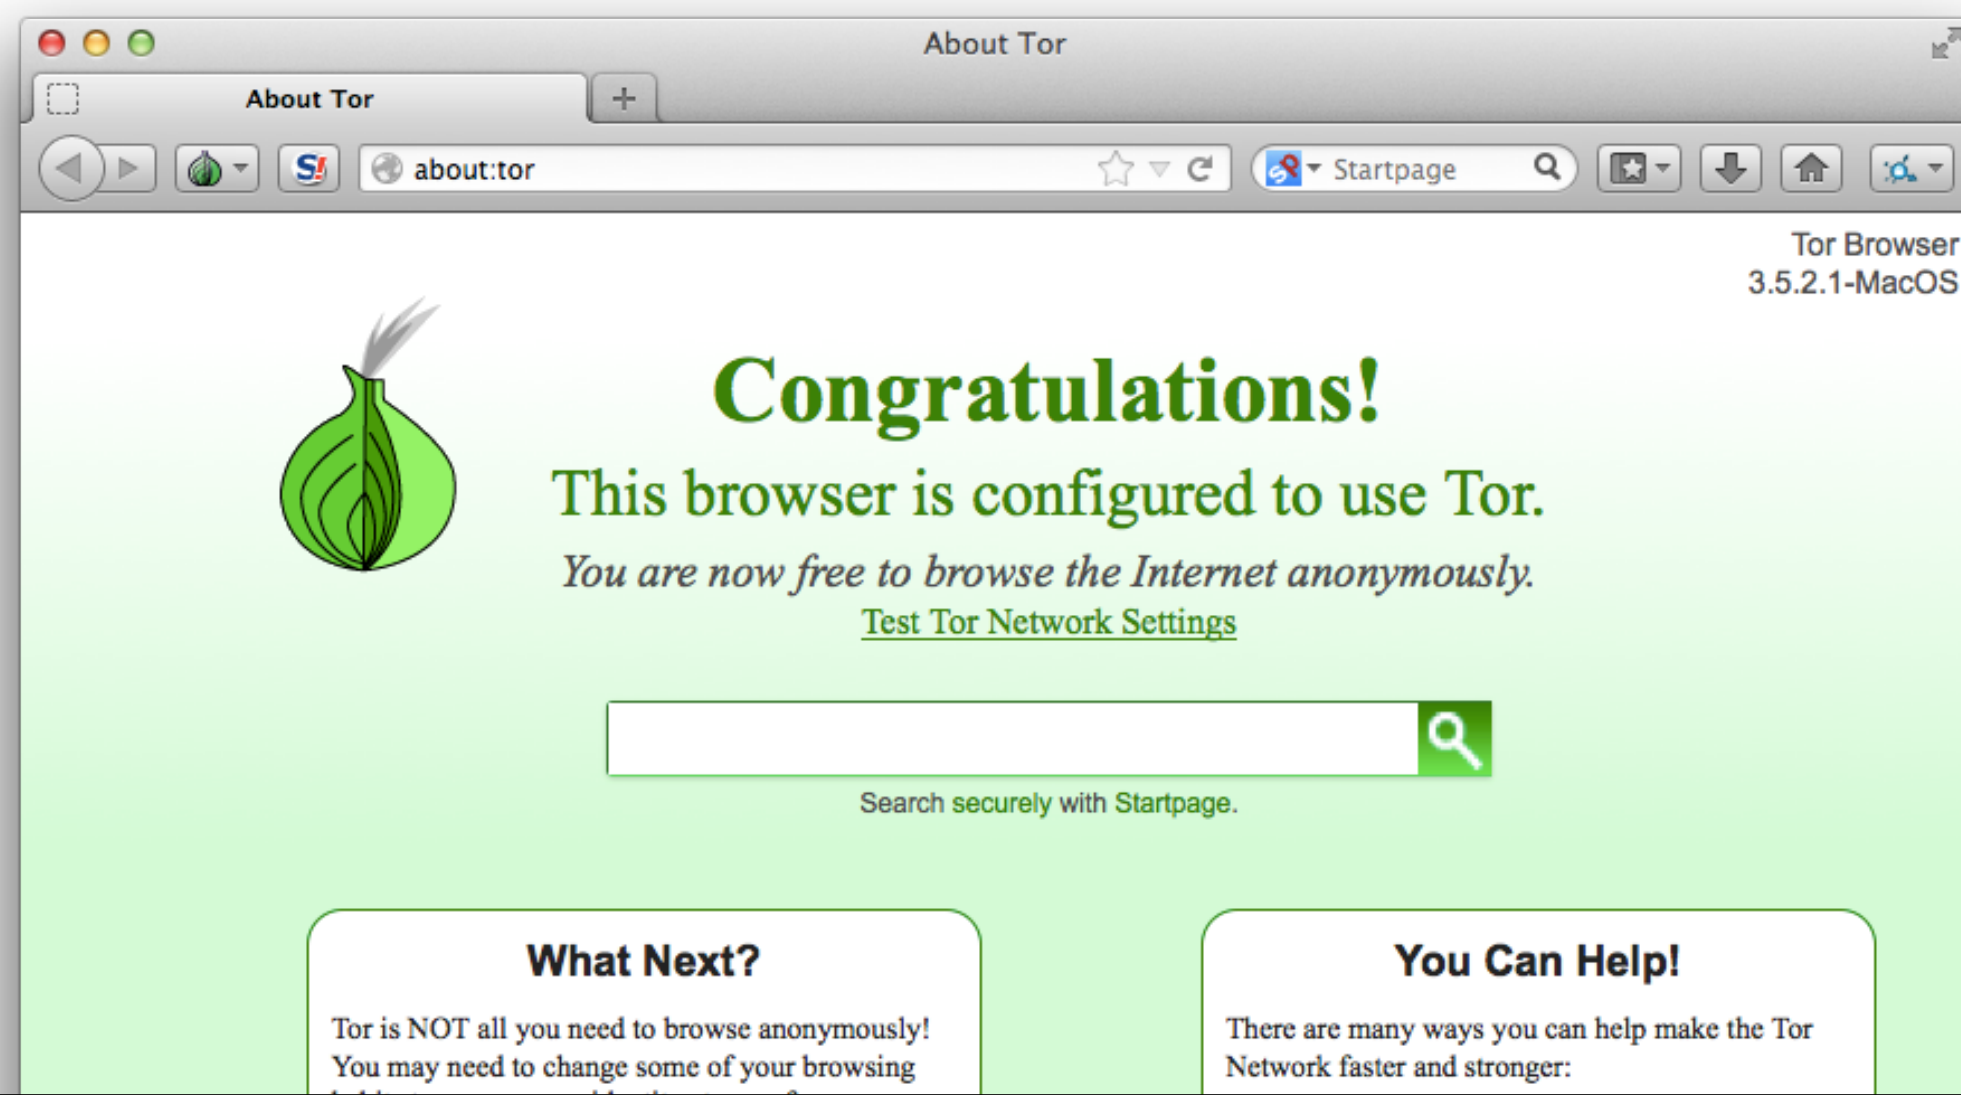 About Tor
About Tor
about:tor
Startpage
Tor Browser
3.5.2.1-MacOS
Congratulations!
This browser is configured to use Tor.
You are now free to browse the Internet anonymously.
Test Tor Network Settings
Search securely with Startpage.
What Next?
Tor is NOT all you need to browse anonymously!
You may need to change some of your browsing
You Can Help!
There are many ways you can help make the Tor
Network faster and stronger: